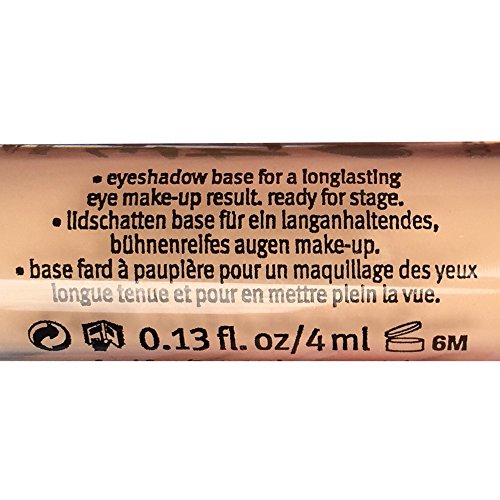 • eyeshadow base for a longlasting
eye make-up result. ready for stage.
• lidschatten base für ein langanhaltendes,
bühnenreifes augen make-up.
• base fard à paupière pour un maquillage des yeux
longue tenue et pour en mettre plein la vue.
0.13 fl. oz/4 ml 6M